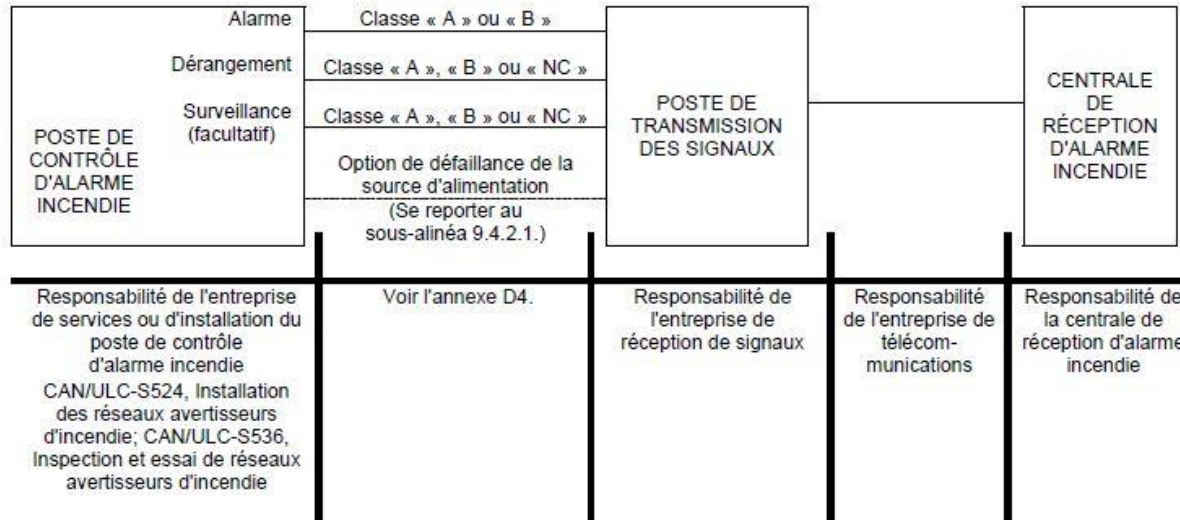 Alarme
Classe « A » ou « B »
Dérangement
Classe « A », « B » ou « NC »
Surveillance
(facultatif)
Classe « A », « B » ou « NC »
POSTE DE
CONTRÔLE
D'ALARME
INCENDIE
Option de défaillance de la
source d'alimentation
(Se reporter au
sous-alinéa 9.4.2.1.)
POSTE DE
TRANSMISSION
DES SIGNAUX
CENTRALE
DE
RÉCEPTION
D'ALARME
INCENDIE
Responsabilité de l'entreprise
de services ou d'installation du
poste de contrôle
d'alarme incendie
CAN/ULC-S524, Installation
des réseaux avertisseurs
d'incendie; CAN/ULC-S536,
Inspection et essai de réseaux
avertisseurs d'incendie
Voir l'annexe D4.
Responsabilité de
l'entreprise de
réception de signaux
Responsabilité
de l'entreprise de
télécom-
munications
Responsabilité de
la centrale de
réception d'alarme
incendie